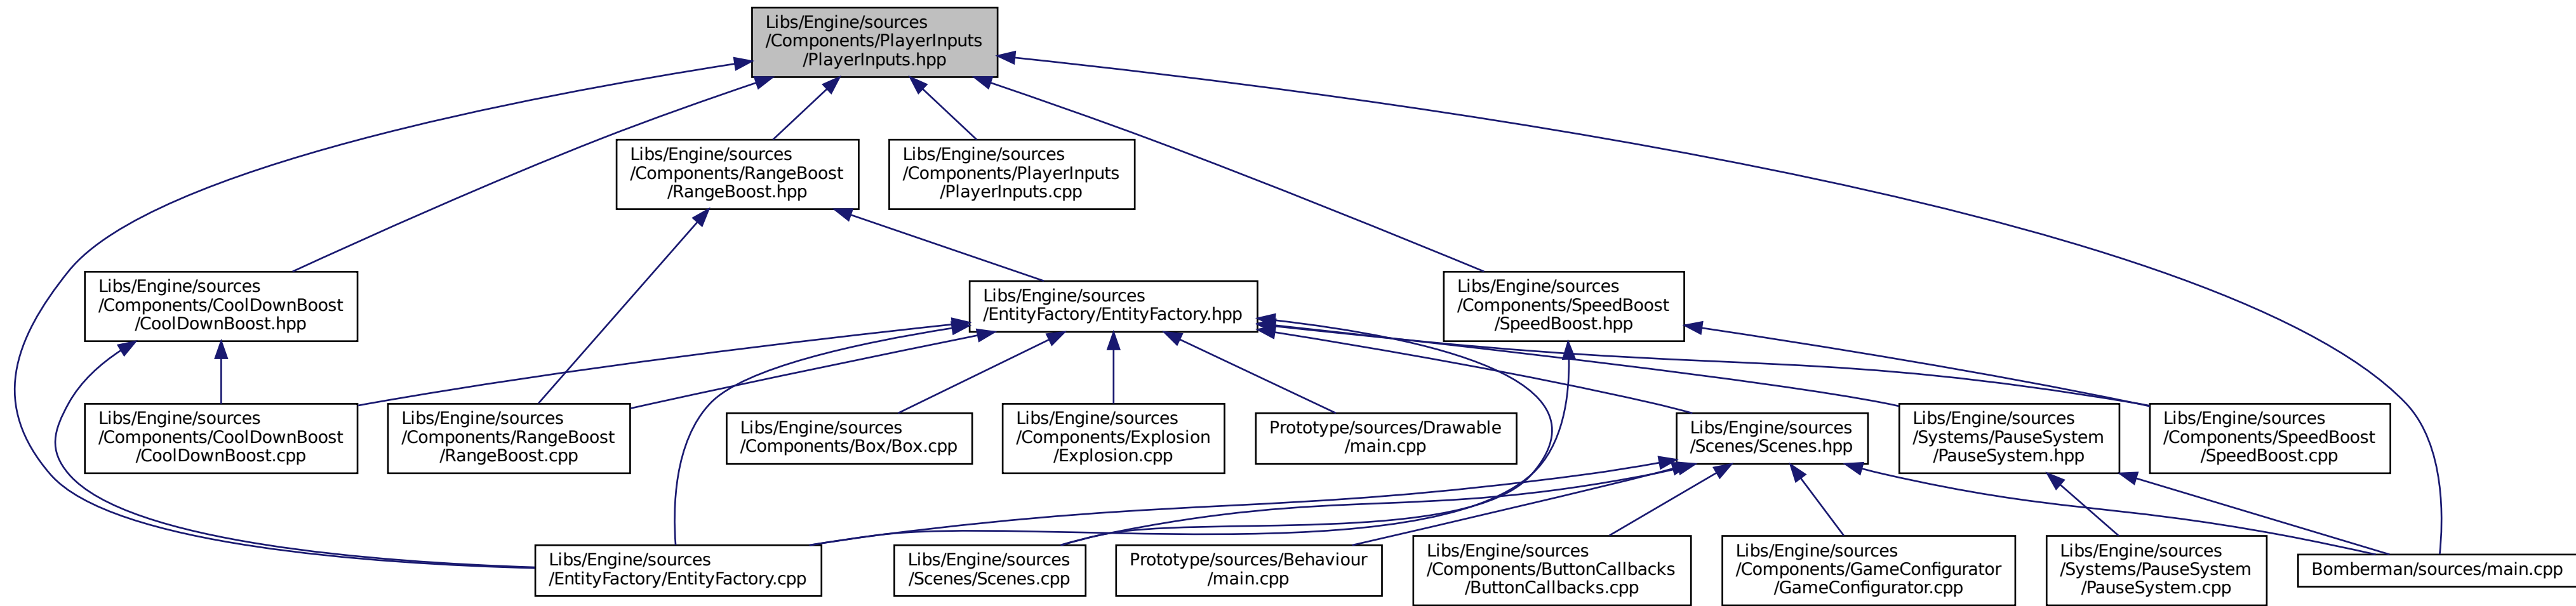 Libs/Engine/sources
/Components/PlayerInputs
/PlayerInputs.hpp
Libs/Engine/sources
/Components/RangeBoost
/RangeBoost.hpp
Libs/Engine/sources
/Components/PlayerInputs
/PlayerInputs.cpp
Libs/Engine/sources
/Components/CoolDownBoost
/CoolDownBoost.hpp
Libs/Engine/sources
/EntityFactory/EntityFactory.hpp
Libs/Engine/sources
/Components/SpeedBoost
/SpeedBoost.hpp
Libs/Engine/sources
/Components/CoolDownBoost
/CoolDownBoost.cpp
Libs/Engine/sources
/Components/RangeBoost
/RangeBoost.cpp
Libs/Engine/sources
/Components/Box/Box.cpp
Libs/Engine/sources
/Components/Explosion
/Explosion.cpp
Prototype/sources/Drawable
/main.cpp
Libs/Engine/sources
/Scenes/Scenes.hpp
Libs/Engine/sources
/Systems/PauseSystem
/PauseSystem.hpp
Libs/Engine/sources
/Components/SpeedBoost
/SpeedBoost.cpp
Libs/Engine/sources
/EntityFactory/EntityFactory.cpp
Libs/Engine/sources
/Scenes/Scenes.cpp
Prototype/sources/Behaviour
/main.cpp
Libs/Engine/sources
/Components/ButtonCallbacks
/ButtonCallbacks.cpp
Libs/Engine/sources
/Components/GameConfigurator
/GameConfigurator.cpp
Libs/Engine/sources
/Systems/PauseSystem
/PauseSystem.cpp
Bomberman/sources/main.cpp